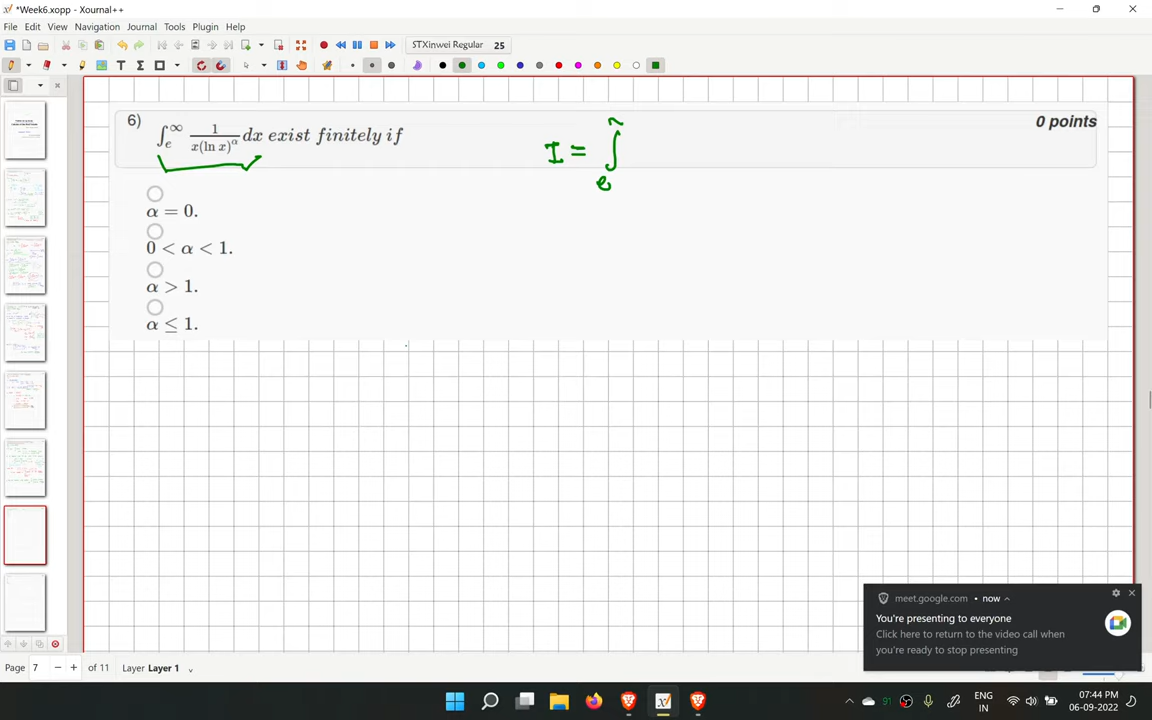 *Week6.xopp - Xournal++
File Edit View Navigation Journal Tools Plugin Help
STXinwei Regular 25
6) ∫_e^∞ 1/(x(ln x)^α) dx exist finitely if
0 points
I = ∫_e^n
α = 0.
0 < α < 1.
α > 1.
α ≤ 1.
meet.google.com • now
You're presenting to everyone
Click here to return to the video call when
you're ready to stop presenting
Page 7 of 11 Layer Layer 1
91 ENG IN 07:44 PM 06-09-2022